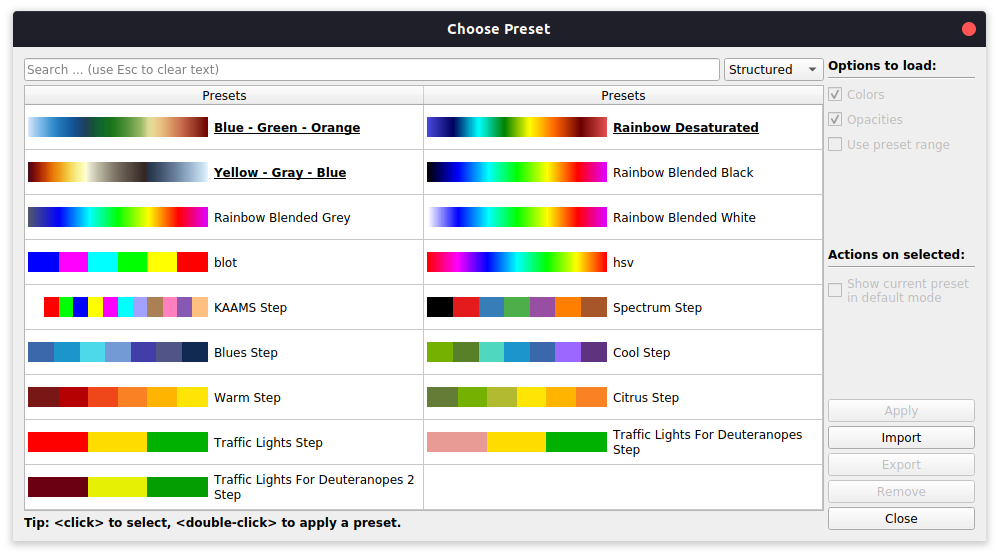 Choose Preset
Search ... (use Esc to clear text)
Structured
Options to load:
Colors
Opacities
Use preset range
Presets
Presets
Blue - Green - Orange
Rainbow Desaturated
Yellow - Gray - Blue
Rainbow Blended Black
Rainbow Blended Grey
Rainbow Blended White
blot
hsv
KAAMS Step
Spectrum Step
Blues Step
Cool Step
Warm Step
Citrus Step
Traffic Lights Step
Traffic Lights For Deuteranopes
Step
Traffic Lights For Deuteranopes 2
Step
Actions on selected:
Show current preset
in default mode
Apply
Import
Export
Remove
Close
Tip: <click> to select, <double-click> to apply a preset.